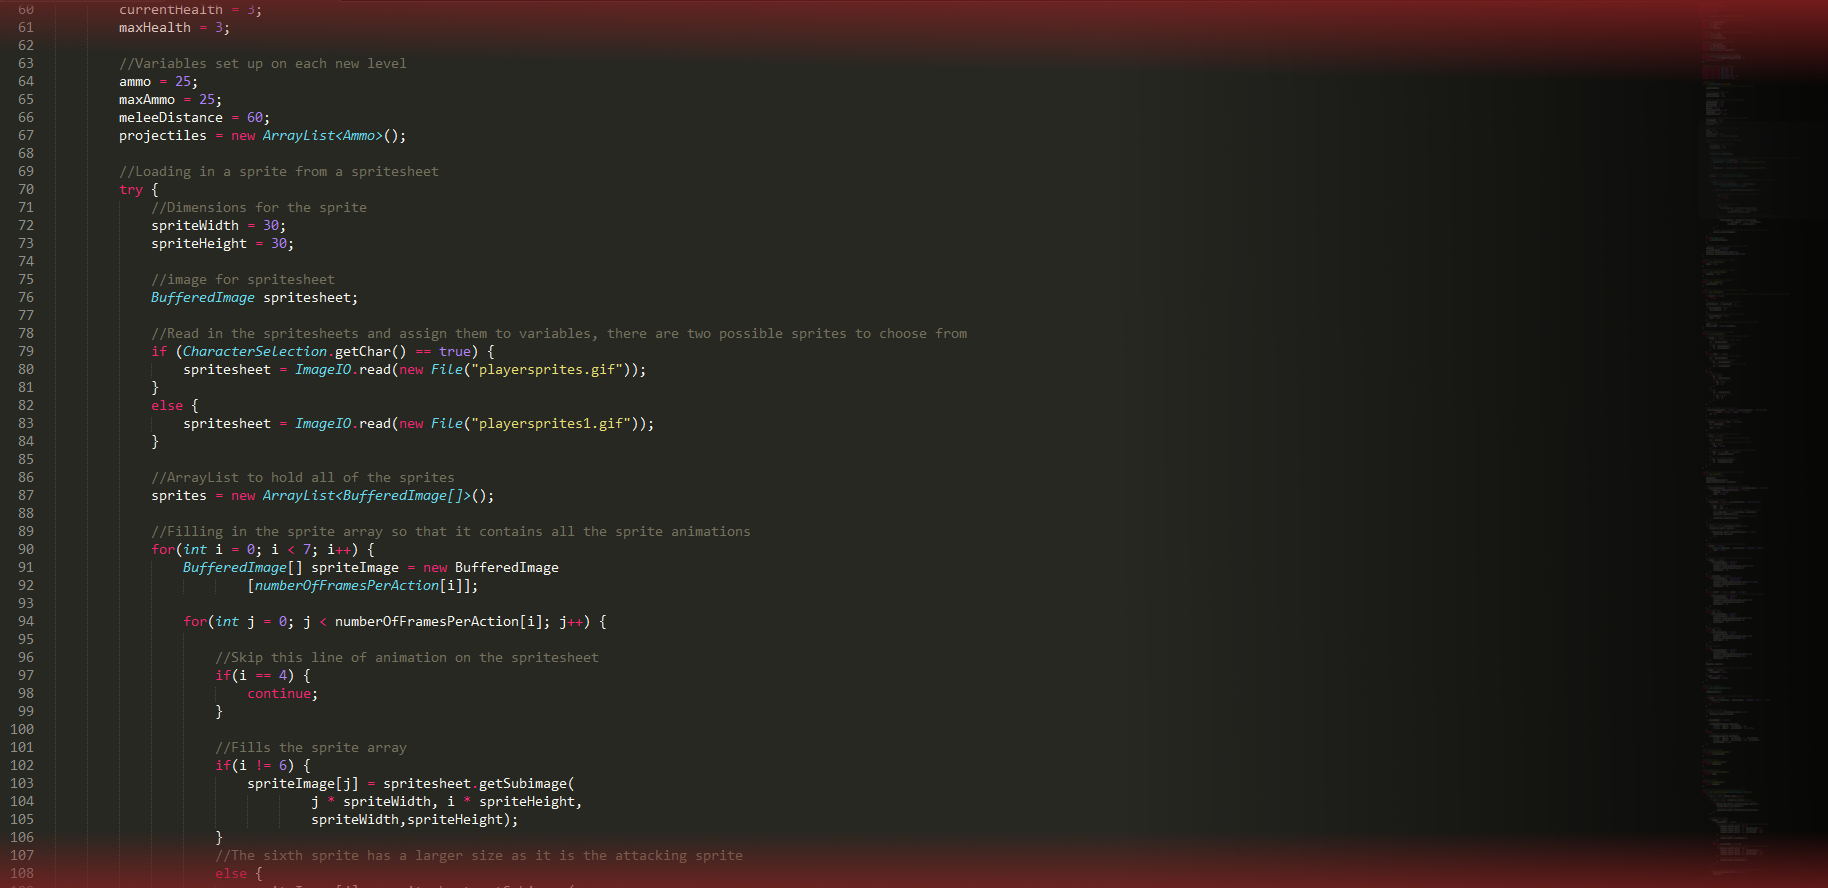 60 currentHealth = 3;
61 maxHealth = 3;
62
63 //Variables set up on each new level
64 ammo = 25;
65 maxAmmo = 25;
66 meleeDistance = 60;
67 projectiles = new ArrayList<Ammo>();
68
69 //Loading in a sprite from a spritesheet
70 try {
71 //Dimensions for the sprite
72 spriteWidth = 30;
73 spriteHeight = 30;
74
75 //image for spritesheet
76 BufferedImage spritesheet;
77
78 //Read in the spritesheets and assign them to variables, there are two possible sprites to choose from
79 if (CharacterSelection.getChar() == true) {
80 spritesheet = ImageIO.read(new File("playersprites.gif"));
81 }
82 else {
83 spritesheet = ImageIO.read(new File("playersprites1.gif"));
84 }
85
86 //ArrayList to hold all of the sprites
87 sprites = new ArrayList<BufferedImage[]>();
88
89 //Filling in the sprite array so that it contains all the sprite animations
90 for(int i = 0; i < 7; i++) {
91 BufferedImage[] spriteImage = new BufferedImage
92 [numberOfFramesPerAction[i]];
93
94 for(int j = 0; j < numberOfFramesPerAction[i]; j++) {
95
96 //Skip this line of animation on the spritesheet
97 if(i == 4) {
98 continue;
99 }
100
101 //Fills the sprite array
102 if(i != 6) {
103 spriteImage[j] = spritesheet.getSubimage(
104 j * spriteWidth, i * spriteHeight,
105 spriteWidth,spriteHeight);
106 }
107 //The sixth sprite has a larger size as it is the attacking sprite
108 else {